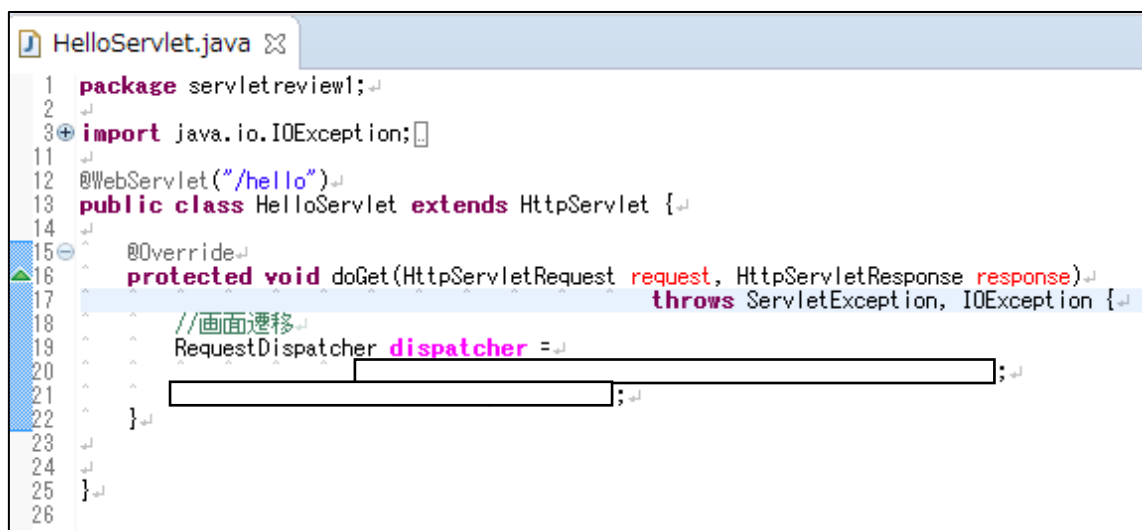 HelloServlet.java
1 package servletreview1;
2
3 import java.io.IOException;
11
12 @WebServlet("/hello")
13 public class HelloServlet extends HttpServlet {
14
15 @Override
16 protected void doGet(HttpServletRequest request, HttpServletResponse response)
17 throws ServletException, IOException {
18 //画面遷移
19 RequestDispatcher dispatcher =
20 ;
21 ;
22 }
23
24
25 }
26